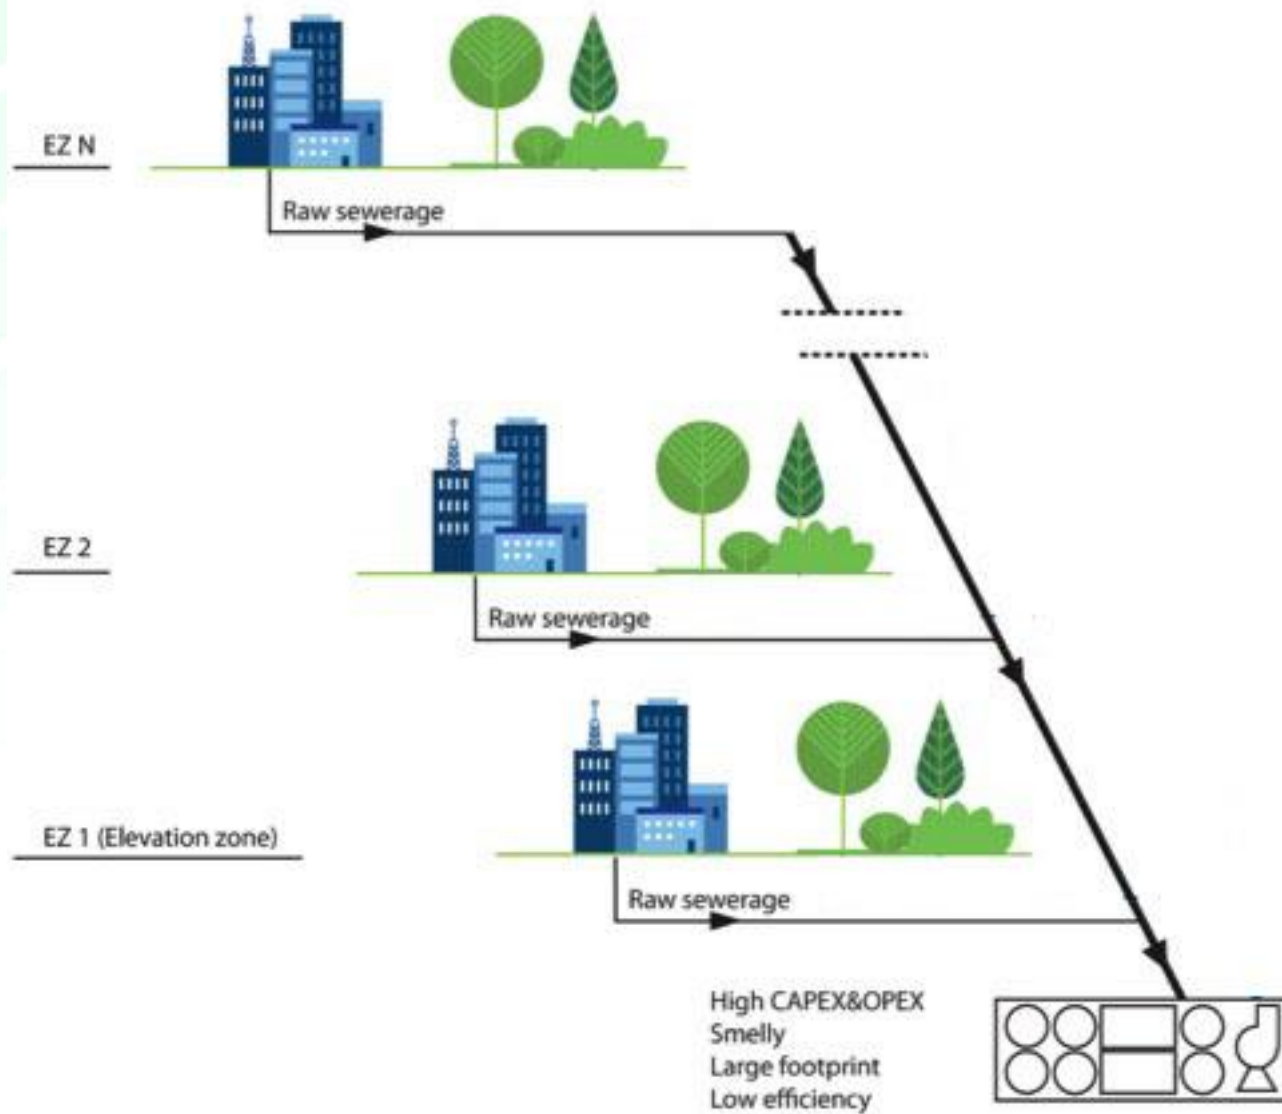 EZ N
Raw sewerage
EZ 2
Raw sewerage
EZ 1 (Elevation zone)
Raw sewerage
High CAPEX&OPEX
Smelly
Large footprint
Low efficiency